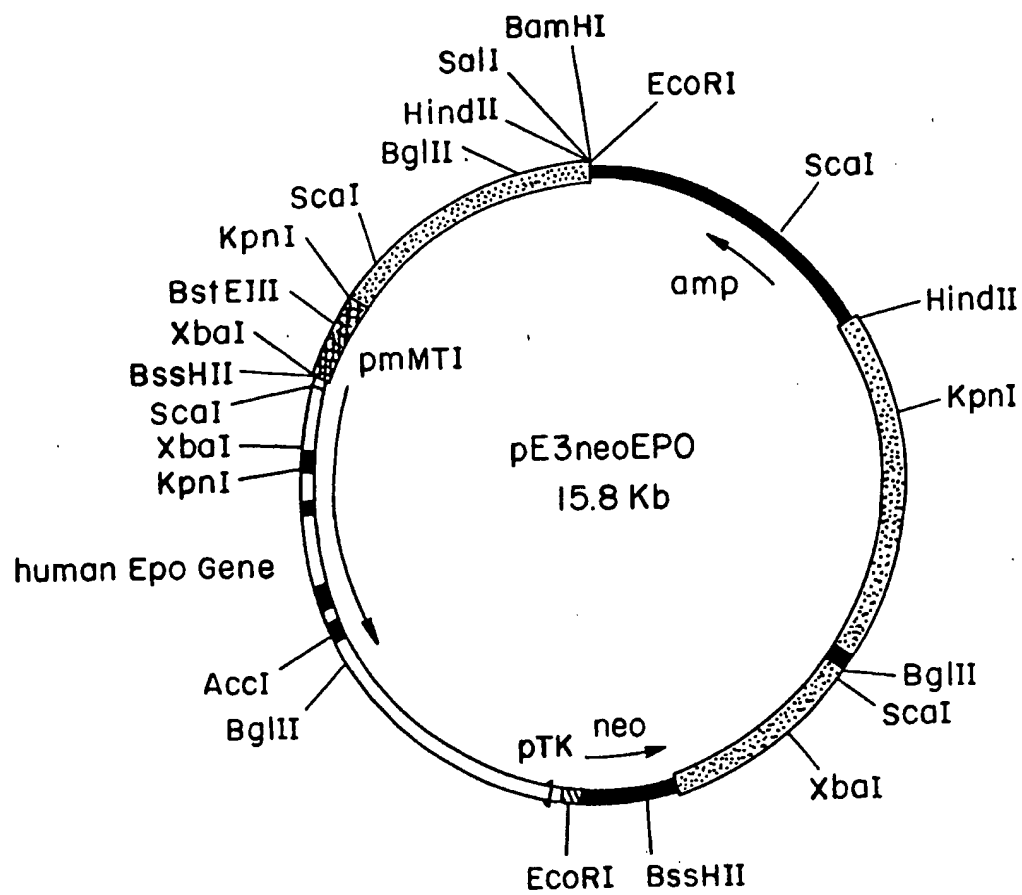 BamHI
SalI
EcoRI
HindII
BglII
ScaI
ScaI
KpnI
amp
BstEIII
HindII
XbaI
pmMTI
BssHII
KpnI
ScaI
XbaI
pE3neoEPO
KpnI
15.8 Kb
human Epo Gene
AccI
BglII
BglII
ScaI
neo
pTK
XbaI
EcoRI
BssHII